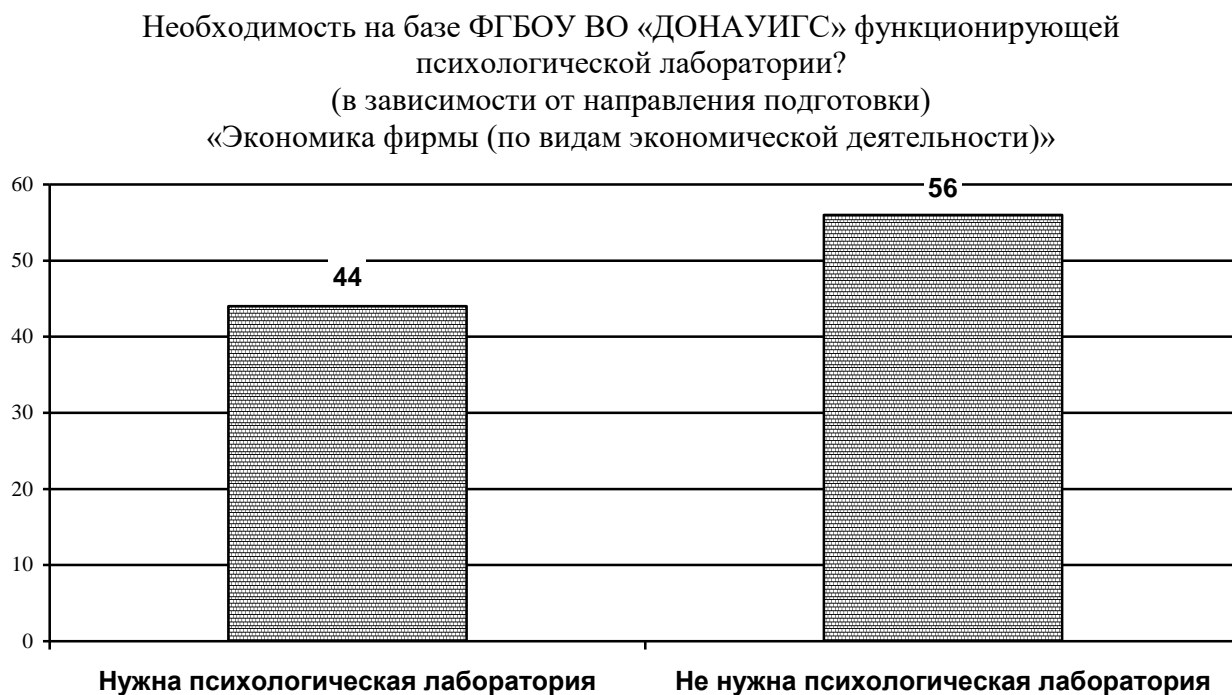 Необходимость на базе ФГБОУ ВО «ДОНАУИГС» функционирующей
психологической лаборатории?
(в зависимости от направления подготовки)
«Экономика фирмы (по видам экономической деятельности)»
60
50
40
30
20
10
0
44
56
Нужна психологическая лаборатория
Не нужна психологическая лаборатория